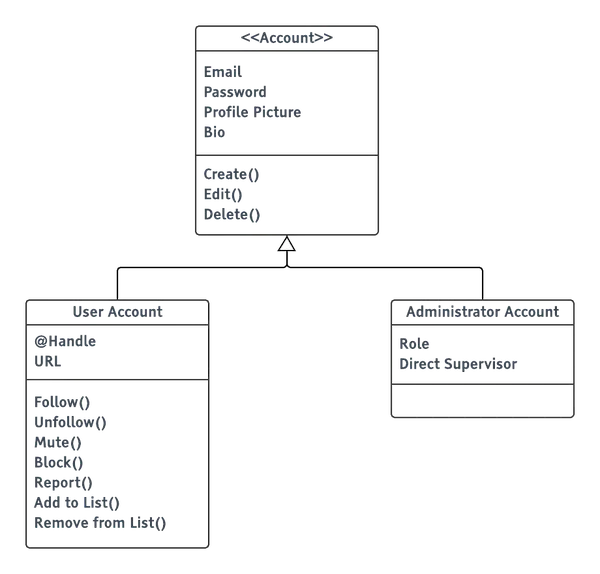 <<Account>>
Email
Password
Profile Picture
Bio
Create()
Edit()
Delete()
User Account
@Handle
URL
Follow()
Unfollow()
Mute()
Block()
Report()
Add to List()
Remove from List()
Administrator Account
Role
Direct Supervisor